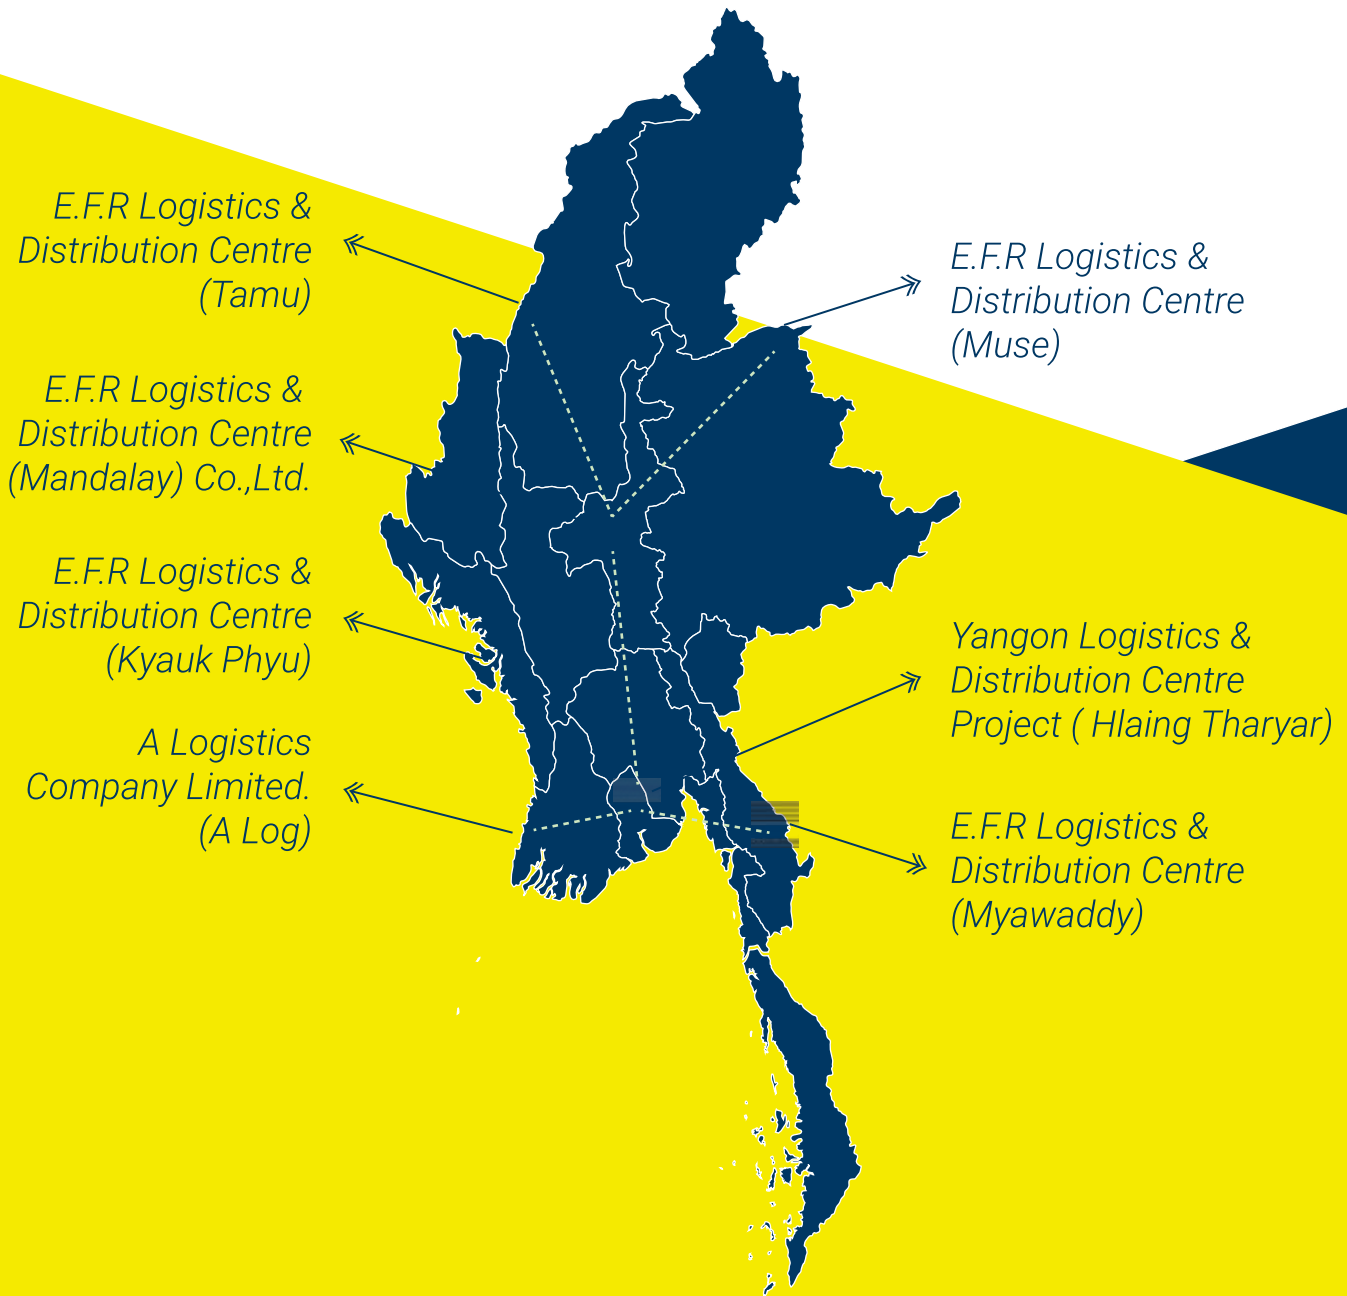 E.F.R Logistics &
Distribution Centre
(Tamu)
E.F.R Logistics &
Distribution Centre
(Mandalay) Co.,Ltd.
E.F.R Logistics &
Distribution Centre
(Kyauk Phyu)
A Logistics
Company Limited.
(A Log)
E.F.R Logistics &
Distribution Centre
(Muse)
Yangon Logistics &
Distribution Centre
Project ( Hlaing Tharyar)
E.F.R Logistics &
Distribution Centre
(Myawaddy)